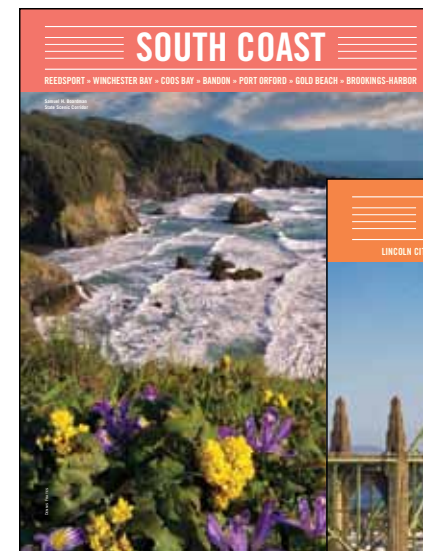 SOUTH COAST
REEDSPORT » WINCHESTER BAY » COOS BAY » BANDON » PORT ORFORD » GOLD BEACH » BROOKINGS-HARBOR
Samuel H. Boardman
State Scenic Corridor
LINCOLN CIT